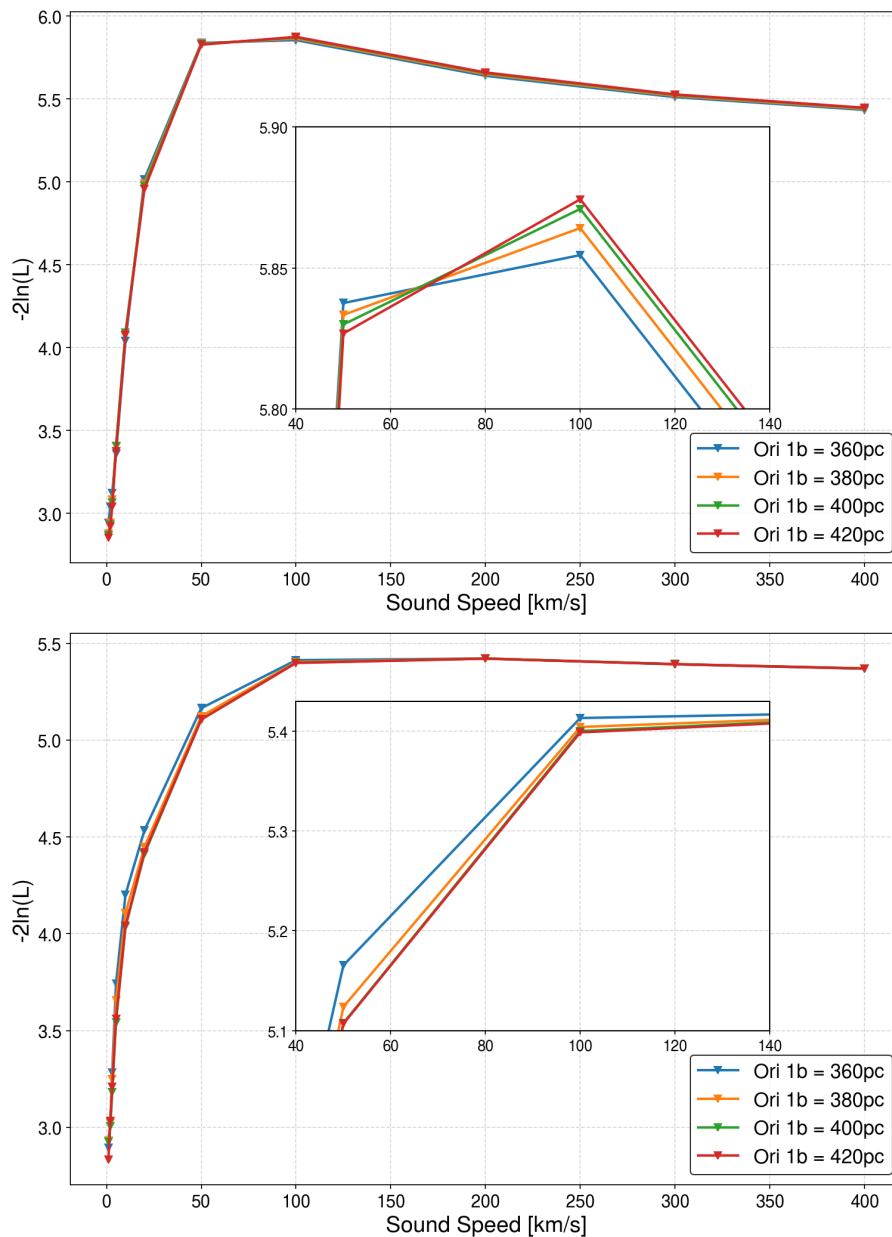 6.0
5.5
5.0
4.5
4.0
3.5
3.0
-2ln(L)
5.90
5.85
5.80
40 60 80 100 120 140
Ori 1b = 360pc
Ori 1b = 380pc
Ori 1b = 400pc
Ori 1b = 420pc
0 50 100 150 200 250 300 350 400
Sound Speed [km/s]
5.5
5.0
4.5
4.0
3.5
3.0
-2ln(L)
5.4
5.3
5.2
5.1
40 60 80 100 120 140
Ori 1b = 360pc
Ori 1b = 380pc
Ori 1b = 400pc
Ori 1b = 420pc
0 50 100 150 200 250 300 350 400
Sound Speed [km/s]